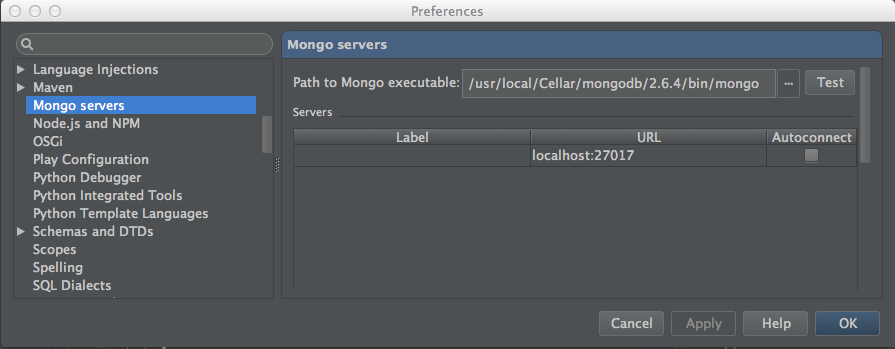 Preferences
Language Injections
Maven
Mongo servers
Node.js and NPM
OSGi
Play Configuration
Python Debugger
Python Integrated Tools
Python Template Languages
Schemas and DTDs
Scopes
Spelling
SQL Dialects
Mongo servers
Path to Mongo executable: /usr/local/Cellar/mongodb/2.6.4/bin/mongo ... Test
Servers
Label URL Autoconnect
localhost:27017
Cancel Apply Help OK